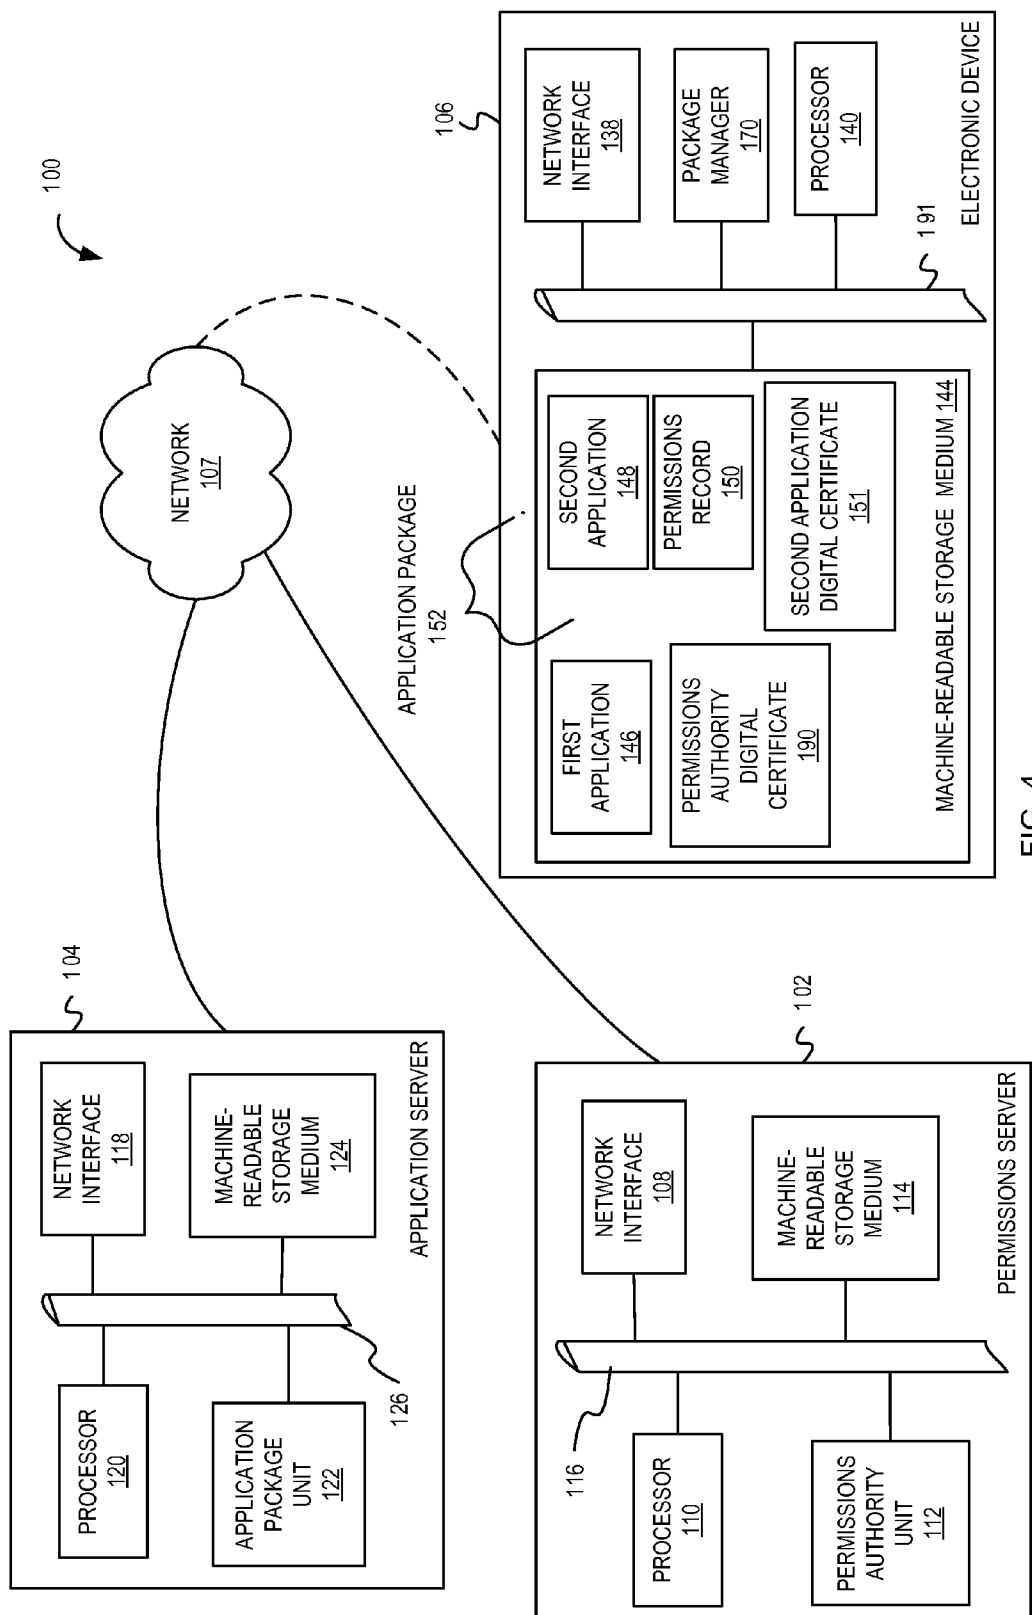 100
NETWORK
107
104
NETWORK
INTERFACE
118
MACHINE-
READABLE
STORAGE
MEDIUM
124
PROCESSOR
120
APPLICATION
PACKAGE
UNIT
122
126
APPLICATION SERVER
102
NETWORK
INTERFACE
108
MACHINE-
READABLE
STORAGE
MEDIUM
114
116
PROCESSOR
110
PERMISSIONS
AUTHORITY
UNIT
112
PERMISSIONS SERVER
106
APPLICATION PACKAGE
152
NETWORK
INTERFACE
138
PACKAGE
MANAGER
170
PROCESSOR
140
191
FIRST
APPLICATION
146
SECOND
APPLICATION
148
PERMISSIONS
RECORD
150
PERMISSIONS
AUTHORITY
DIGITAL
CERTIFICATE
190
SECOND APPLICATION
DIGITAL CERTIFICATE
151
MACHINE-READABLE STORAGE MEDIUM 144
ELECTRONIC DEVICE